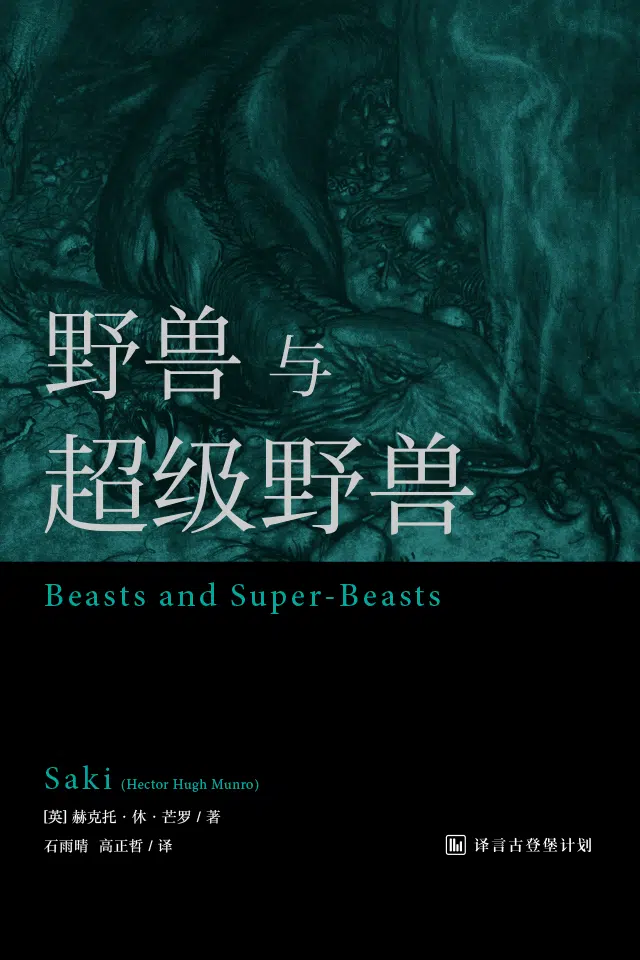 野兽 与
超级野兽
Beasts and Super-Beasts
Saki (Hector Hugh Munro)
[英] 赫克托 · 休 · 芒罗 / 著
石雨晴 高正哲 / 译
译言古登堡计划